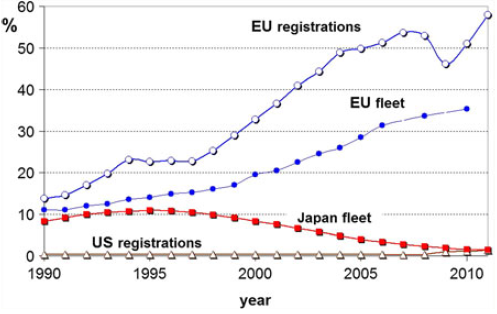 60
%
EU registrations
50
40
EU fleet
30
20
10
Japan fleet
US registrations
0
1990 1995 2000 2005 2010
year